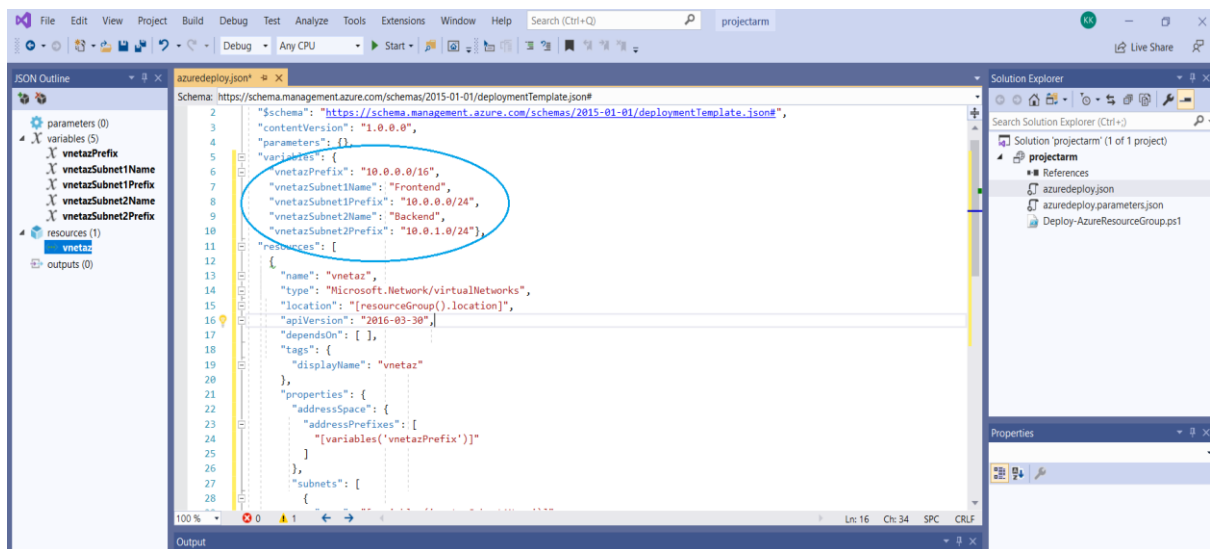 File Edit View Project Build Debug Test Analyze Tools Extensions Window Help Search (Ctrl+Q) projectarm KK
Debug Any CPU Start Live Share
JSON Outline
parameters (0)
variables (5)
vnetazPrefix
vnetazSubnet1Name
vnetazSubnet1Prefix
vnetazSubnet2Name
vnetazSubnet2Prefix
resources (1)
vnetaz
outputs (0)
azuredeploy.json*
Schema: https://schema.management.azure.com/schemas/2015-01-01/deploymentTemplate.json#
2 "$schema": "https://schema.management.azure.com/schemas/2015-01-01/deploymentTemplate.json#",
3 "contentVersion": "1.0.0.0",
4 "parameters": {},
5 "variables": {
6 "vnetazPrefix": "10.0.0.0/16",
7 "vnetazSubnet1Name": "Frontend",
8 "vnetazSubnet1Prefix": "10.0.0.0/24",
9 "vnetazSubnet2Name": "Backend",
10 "vnetazSubnet2Prefix": "10.0.1.0/24"},
11 "resources": [
12 {
13 "name": "vnetaz",
14 "type": "Microsoft.Network/virtualNetworks",
15 "location": "[resourceGroup().location]",
16 "apiVersion": "2016-03-30",
17 "dependsOn": [ ],
18 "tags": {
19 "displayName": "vnetaz"
20 },
21 "properties": {
22 "addressSpace": {
23 "addressPrefixes": [
24 "[variables('vnetazPrefix')]"
25 ]
26 },
27 "subnets": [
28 {
100 % 0 1 Ln: 16 Ch: 34 SPC CRLF
Output
Solution Explorer
Search Solution Explorer (Ctrl+;)
Solution 'projectarm' (1 of 1 project)
projectarm
References
azuredeploy.json
azuredeploy.parameters.json
Deploy-AzureResourceGroup.ps1
Properties